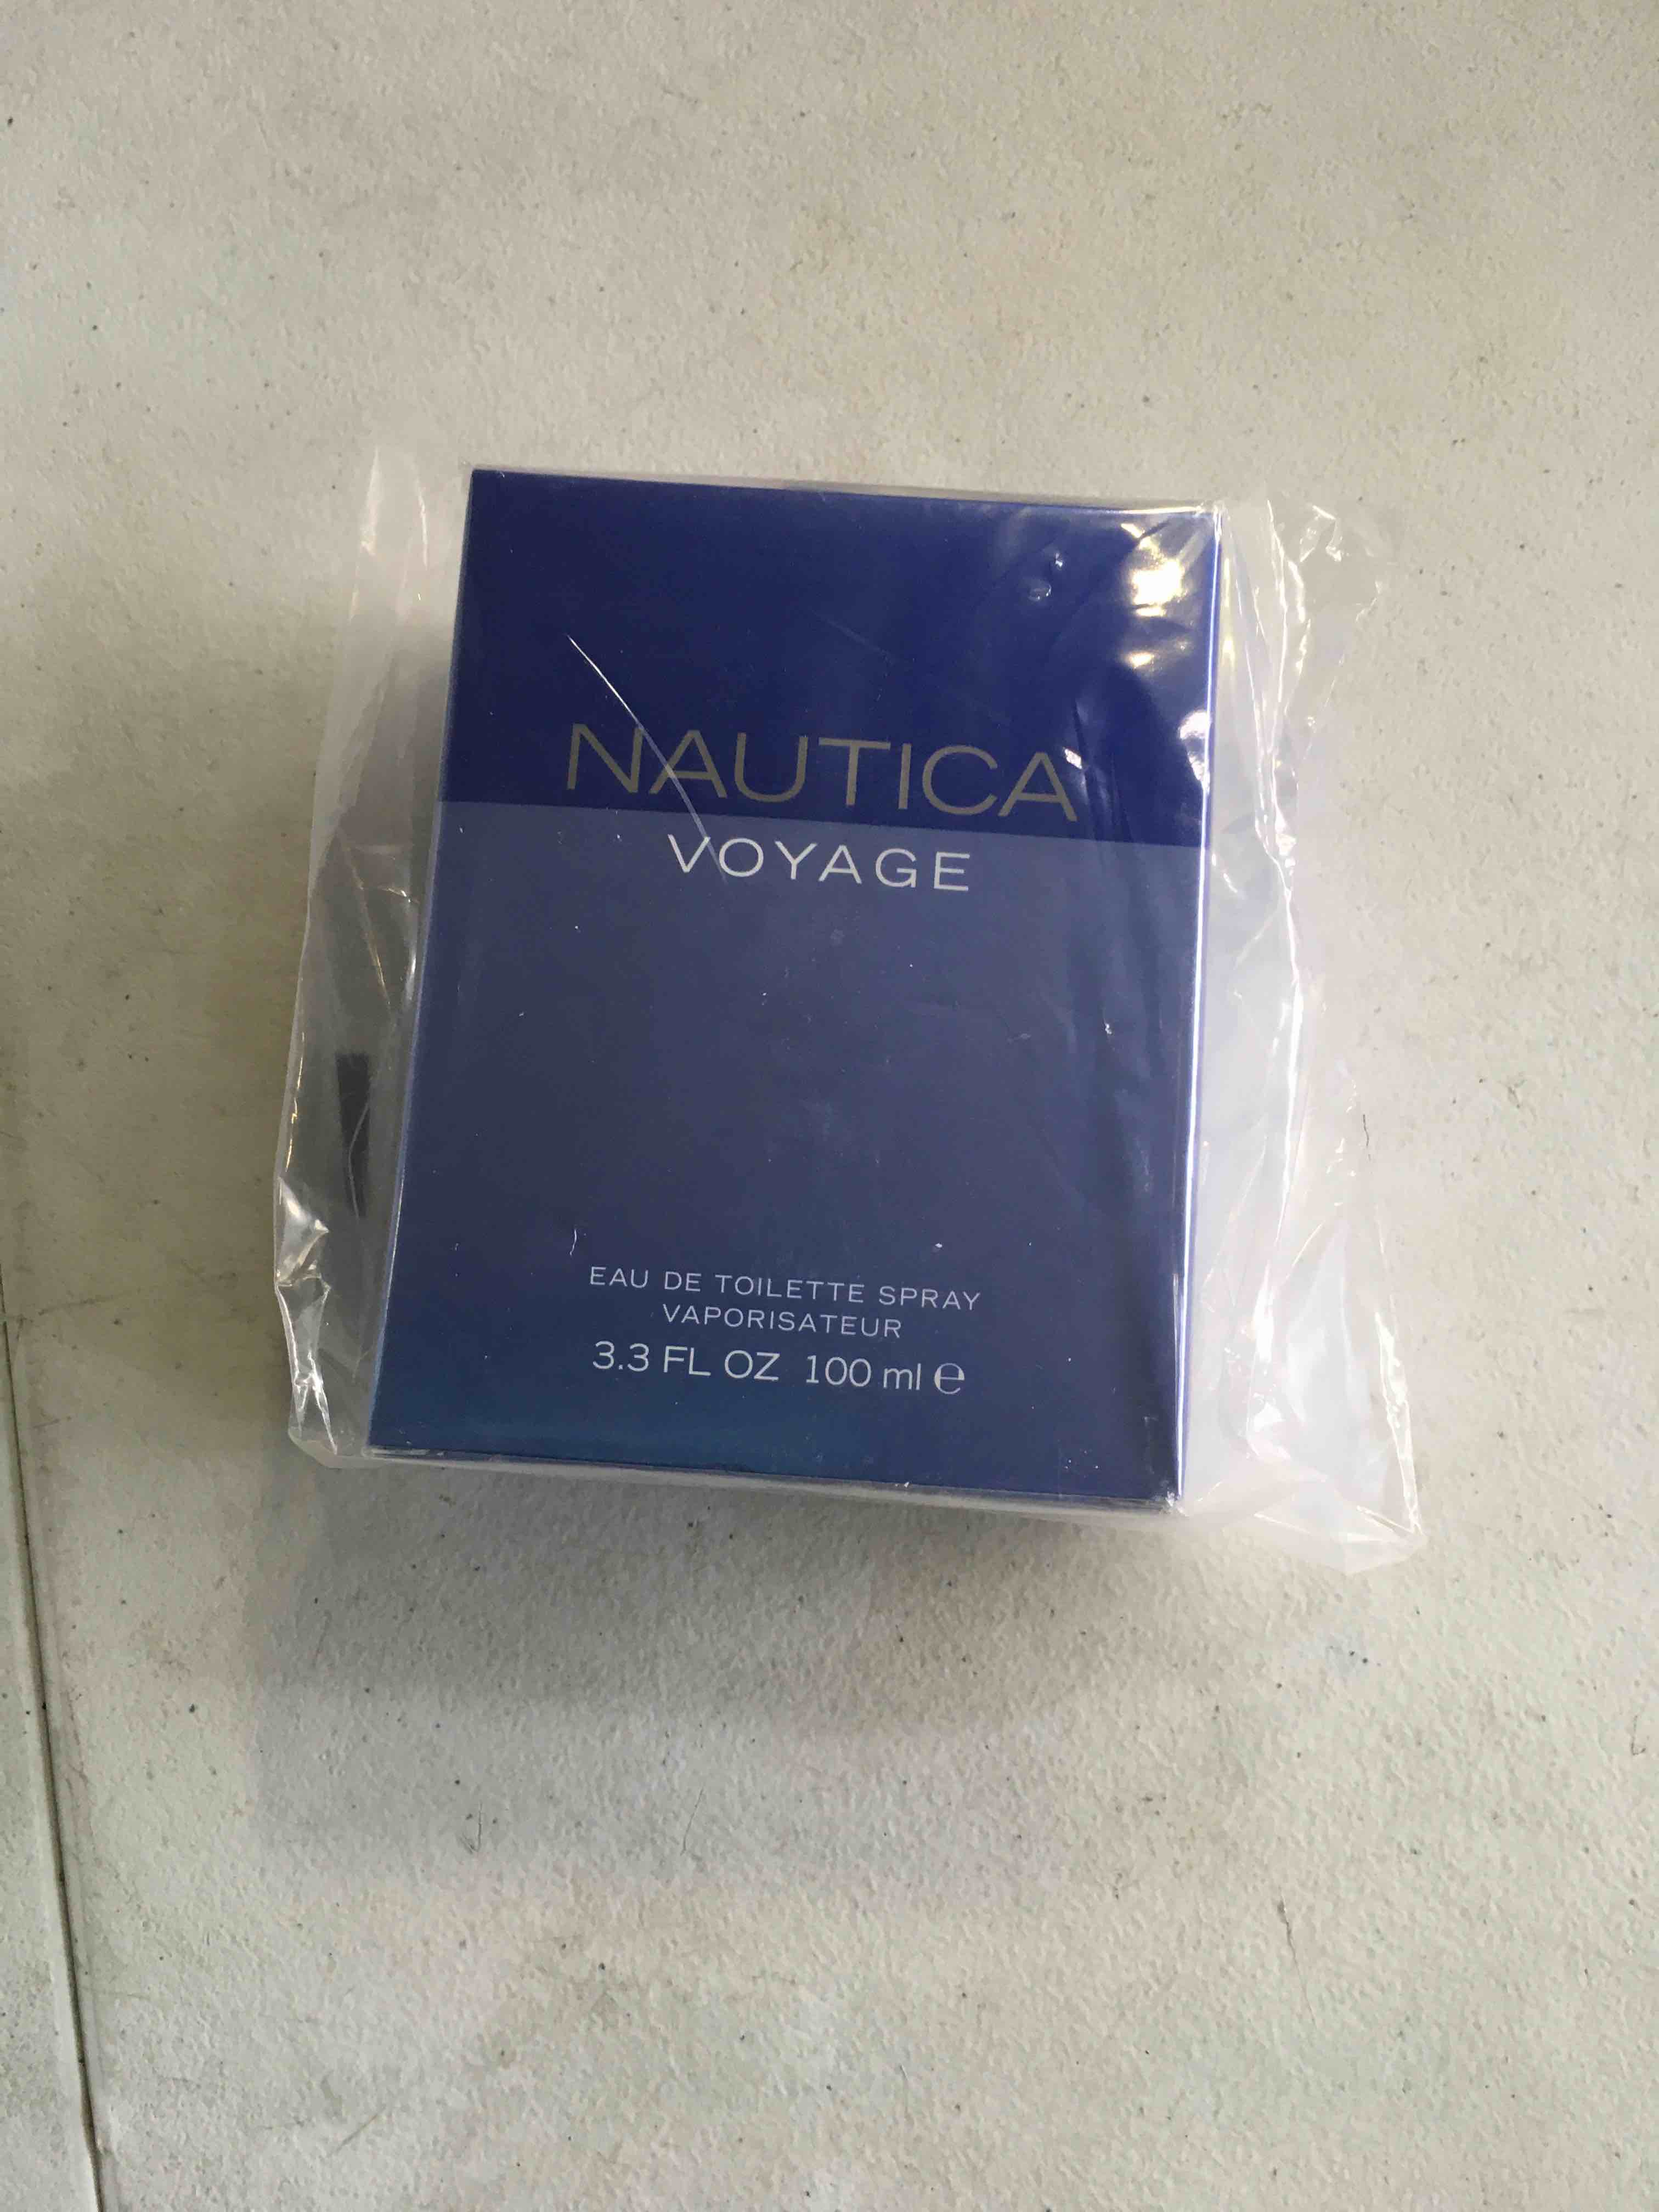 NAUTICA
VOYAGE
EAU DE TOILETTE SPRAY
VAPORISATEUR
3.3 FL OZ 100 ml ℮